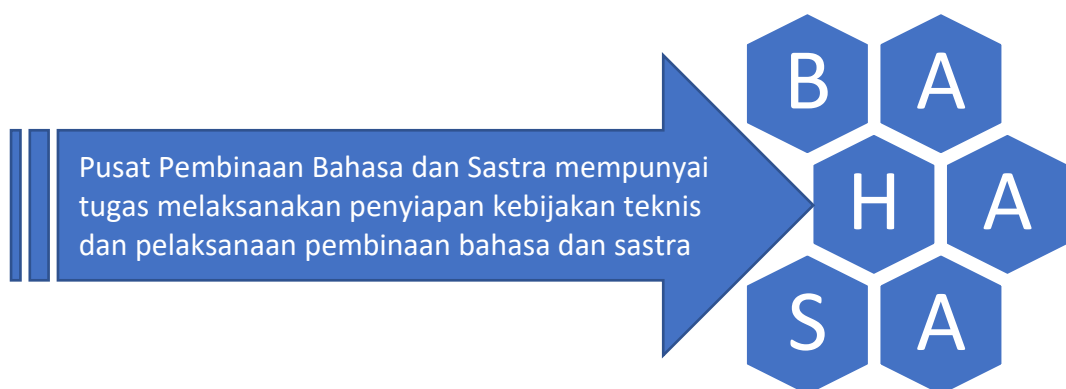 Pusat Pembinaan Bahasa dan Sastra mempunyai
tugas melaksanakan penyiapan kebijakan teknis
dan pelaksanaan pembinaan bahasa dan sastra
B A
H A
S A